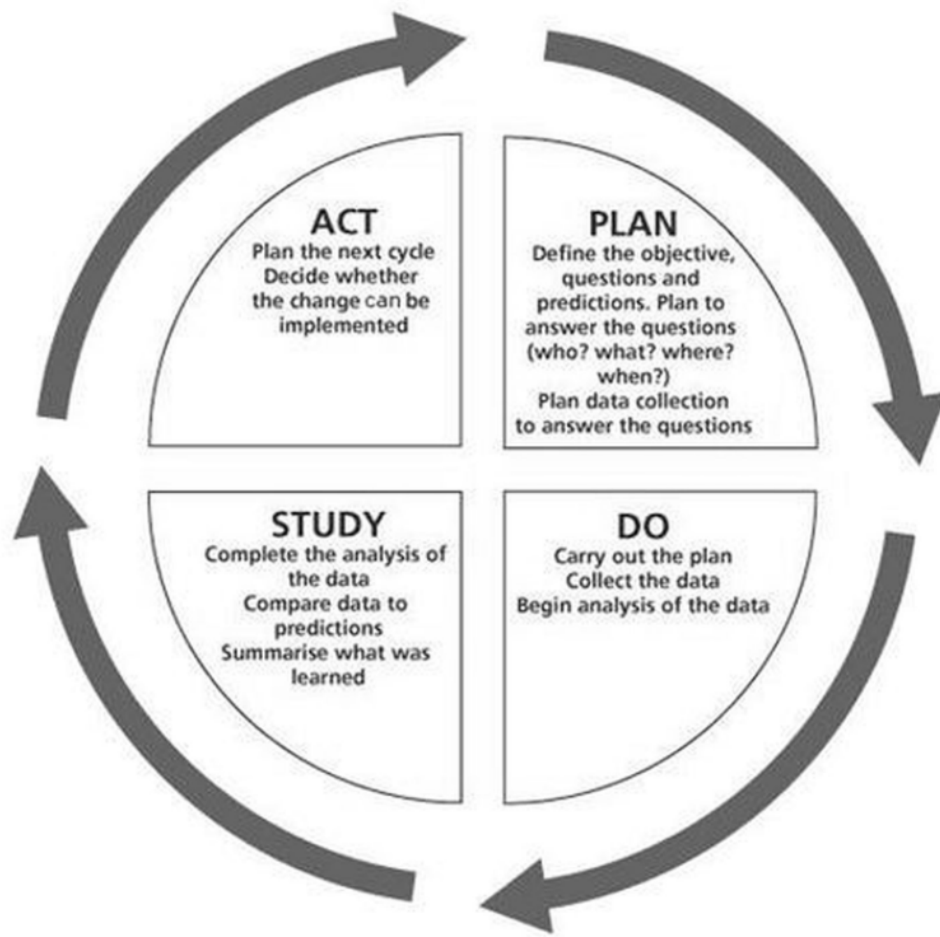 ACT
Plan the next cycle
Decide whether
the change can be
implemented
PLAN
Define the objective,
questions and
predictions. Plan to
answer the questions
(who? what? where?
when?)
Plan data collection
to answer the questions
STUDY
Complete the analysis of
the data
Compare data to
predictions
Summarise what was
learned
DO
Carry out the plan
Collect the data
Begin analysis of the data